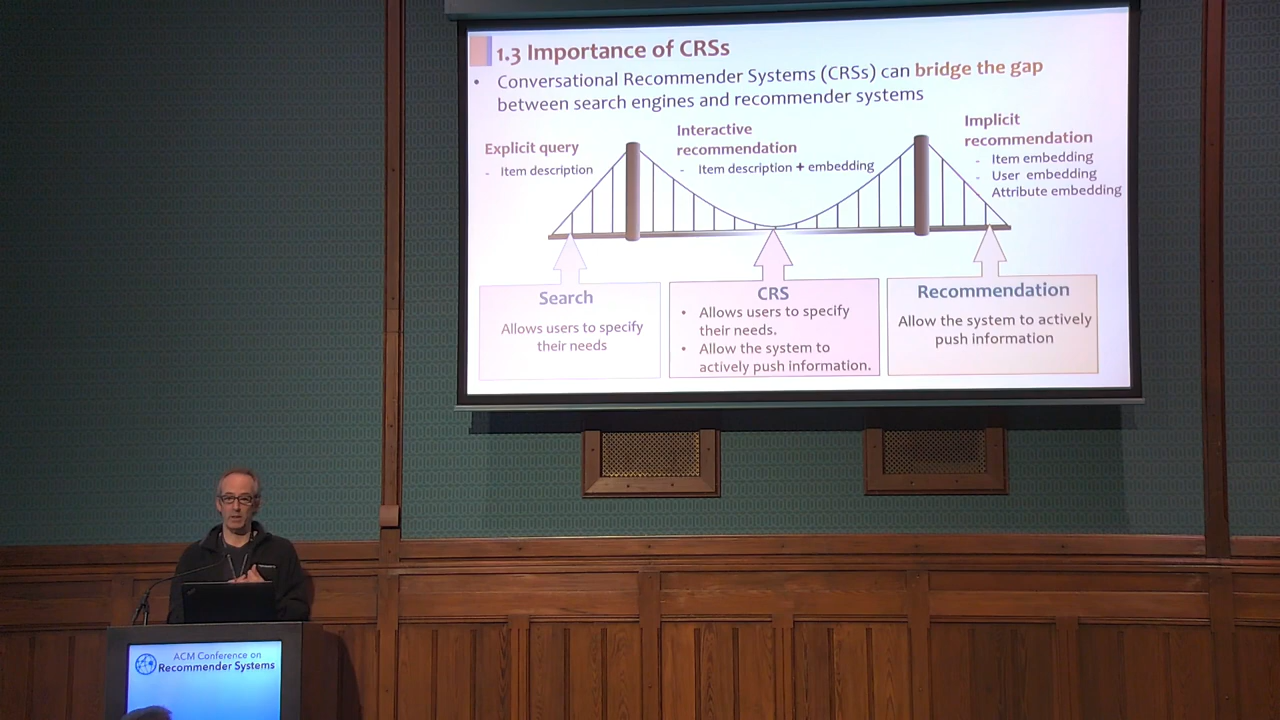 1.3 Importance of CRSs
• Conversational Recommender Systems (CRSs) can bridge the gap
between search engines and recommender systems
Explicit query
- Item description
Interactive
recommendation
- Item description + embedding
Implicit
recommendation
- Item embedding
- User embedding
- Attribute embedding
Search
Allows users to specify
their needs
CRS
• Allows users to specify
their needs.
• Allow the system to
actively push information.
Recommendation
Allow the system to actively
push information
ACM Conference on
Recommender Systems